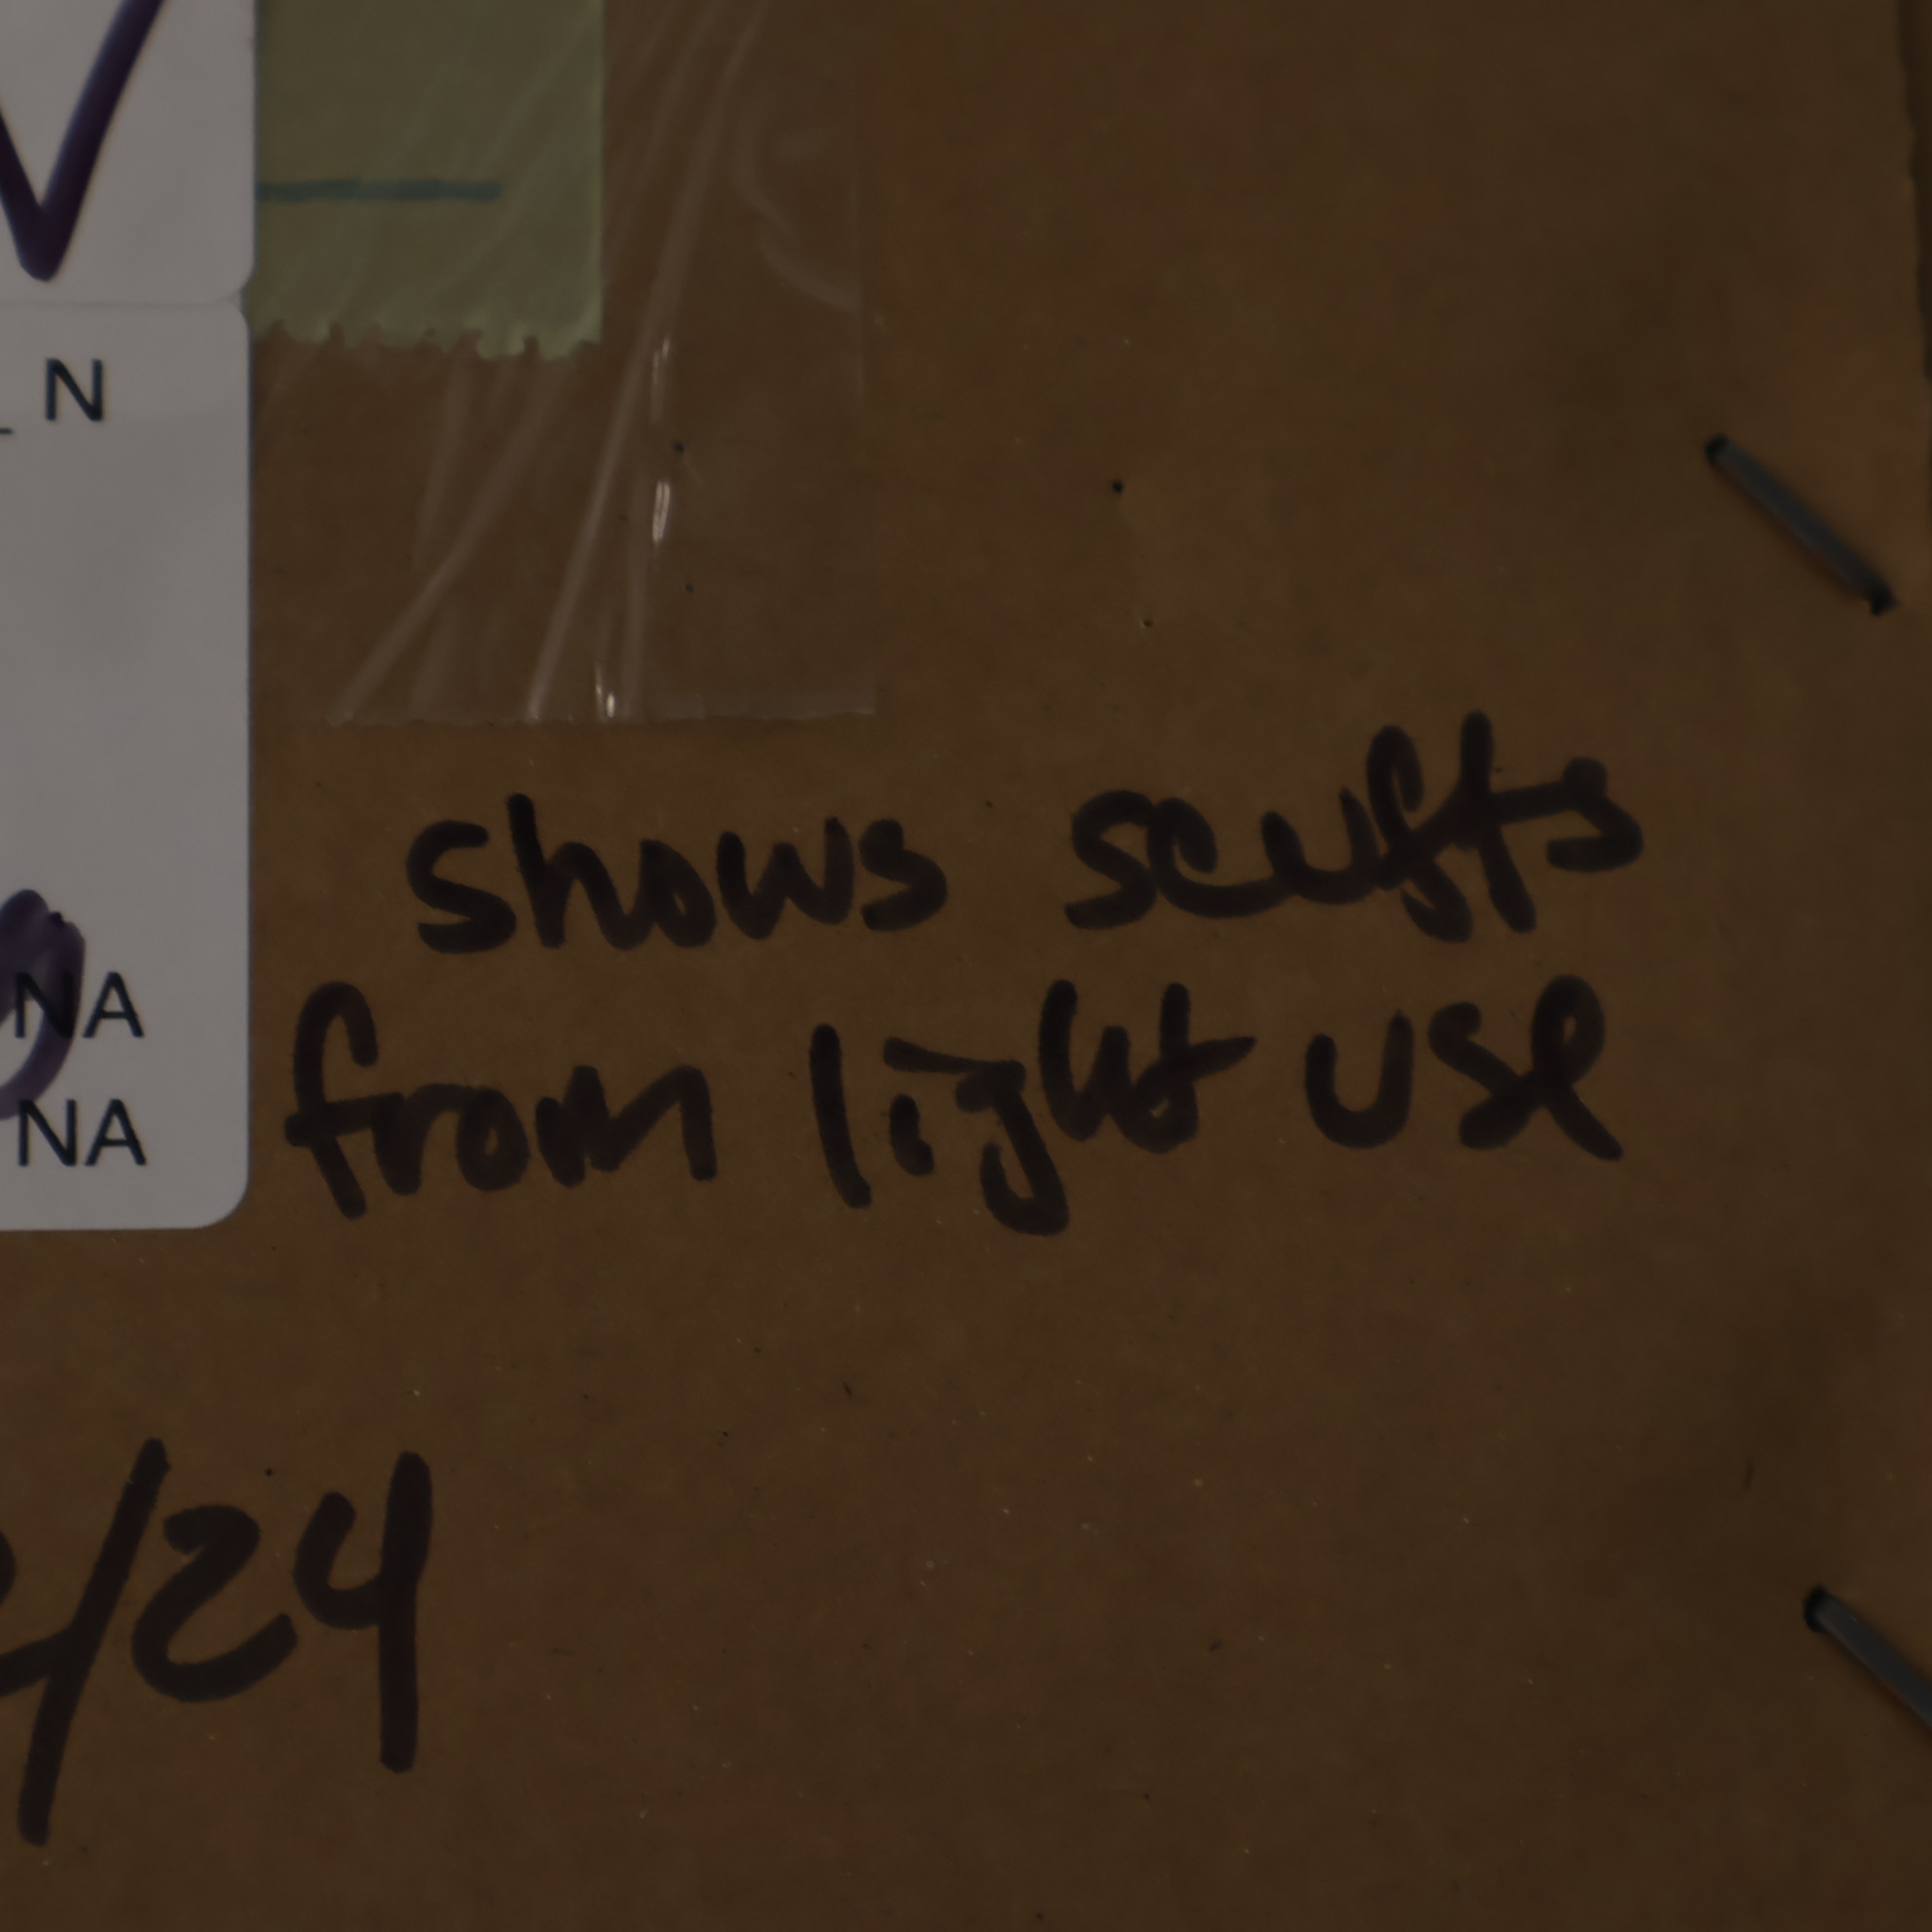 N
shows scuffs
from light use
NA
NA
/24